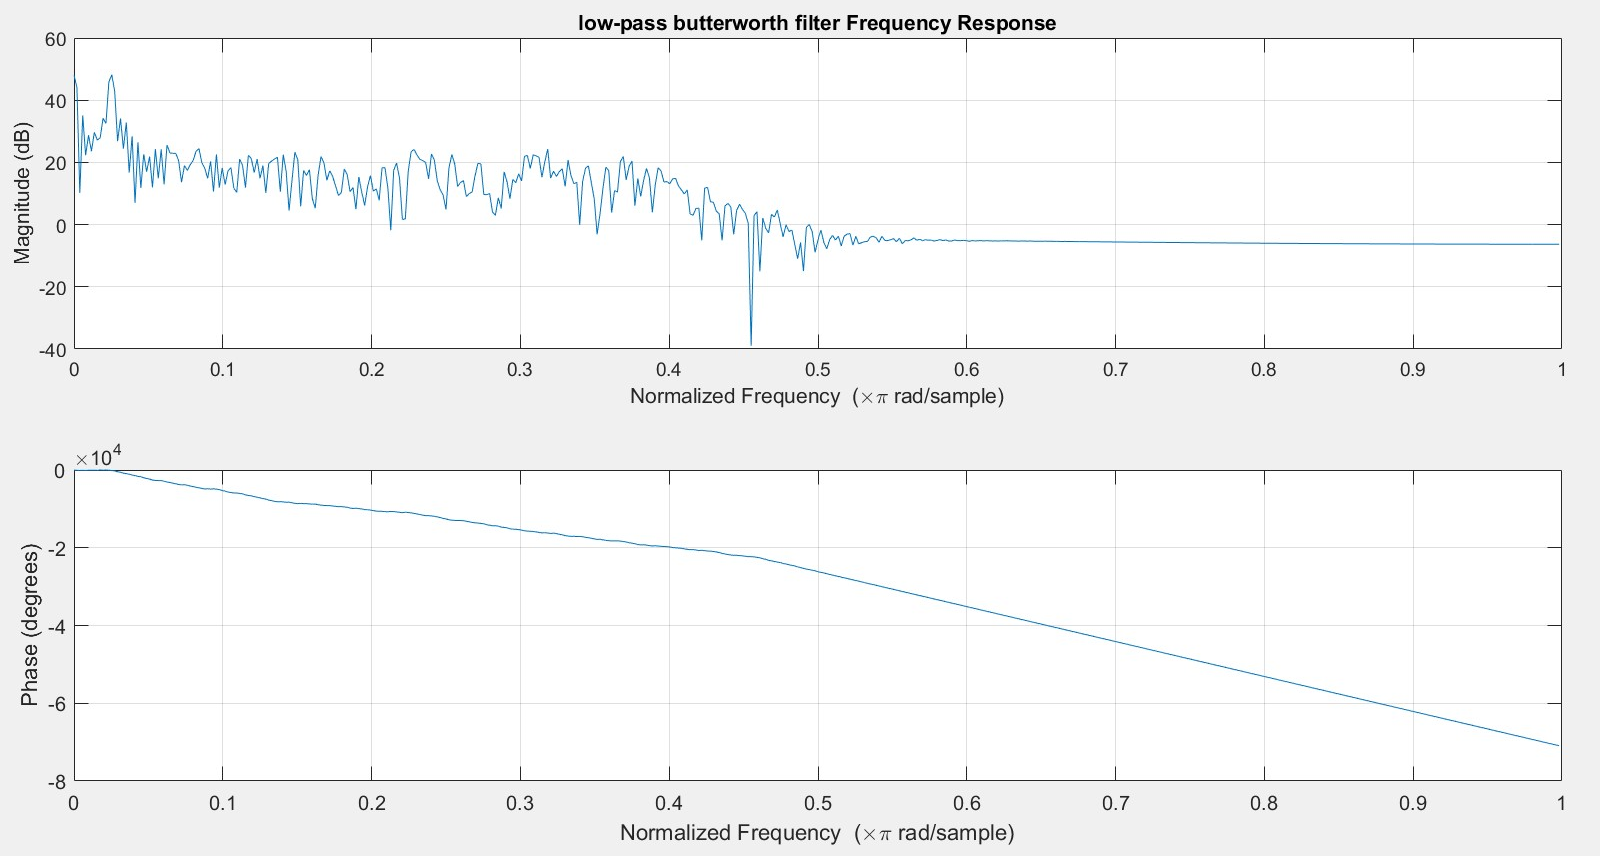 low-pass butterworth filter Frequency Response
60
40
20
0
-20
-40
Magnitude (dB)
0 0.1 0.2 0.3 0.4 0.5 0.6 0.7 0.8 0.9 1
Normalized Frequency (×π rad/sample)
×10⁴
0
-2
-4
-6
-8
Phase (degrees)
0 0.1 0.2 0.3 0.4 0.5 0.6 0.7 0.8 0.9 1
Normalized Frequency (×π rad/sample)